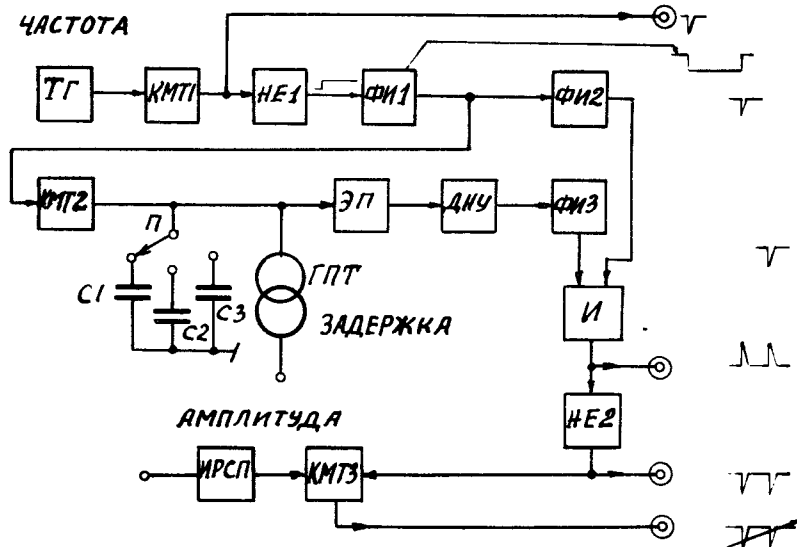 ЧАСТОТА
ТГ КМТ1 НЕ1 ФИ1 ФИ2
КМТ2 ЭП ДНУ ФИ3
П
ГПТ
С1 С2 С3
ЗАДЕРЖКА
И
НЕ2
АМПЛИТУДА
ИРСП КМТ3